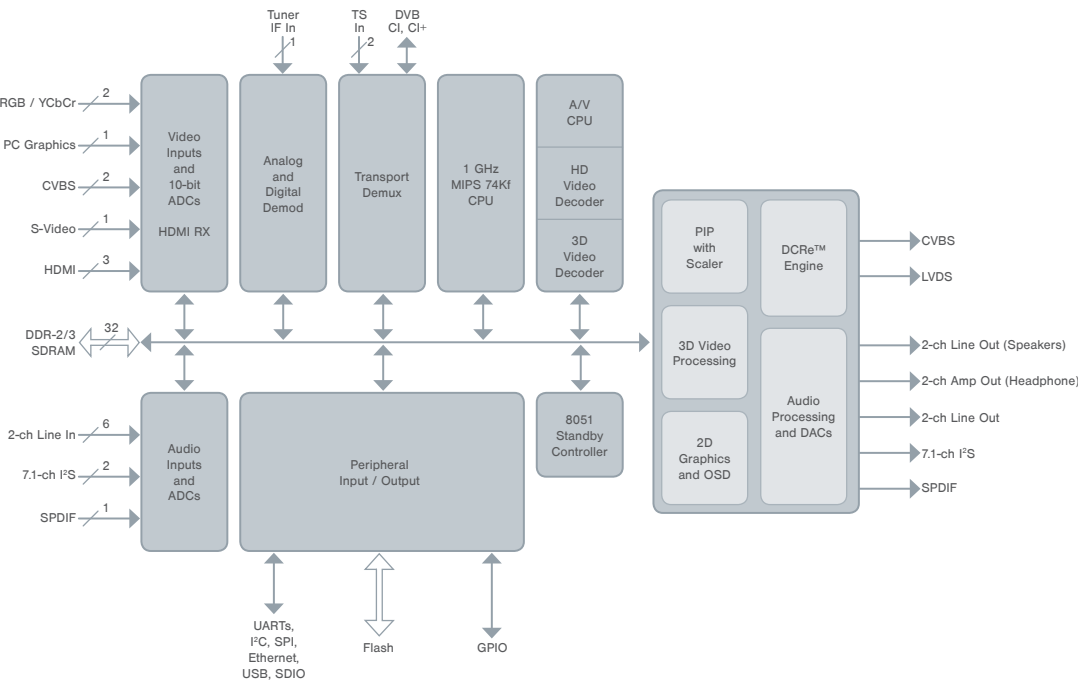 Tuner
IF In
1
TS
In
2
DVB
CI, CI+
RGB / YCbCr
2
PC Graphics
1
CVBS
2
S-Video
1
HDMI
3
Video
Inputs
and
10-bit
ADCs
HDMI RX
Analog
and
Digital
Demod
Transport
Demux
1 GHz
MIPS 74Kf
CPU
A/V
CPU
HD
Video
Decoder
3D
Video
Decoder
PIP
with
Scaler
DCRe™
Engine
3D Video
Processing
2D
Graphics
and OSD
Audio
Processing
and DACs
CVBS
LVDS
2-ch Line Out (Speakers)
2-ch Amp Out (Headphone)
2-ch Line Out
7.1-ch I²S
SPDIF
DDR-2/3
SDRAM
32
2-ch Line In
6
7.1-ch I²S
2
SPDIF
1
Audio
Inputs
and
ADCs
Peripheral
Input / Output
8051
Standby
Controller
UARTs,
I²C, SPI,
Ethernet,
USB, SDIO
Flash
GPIO